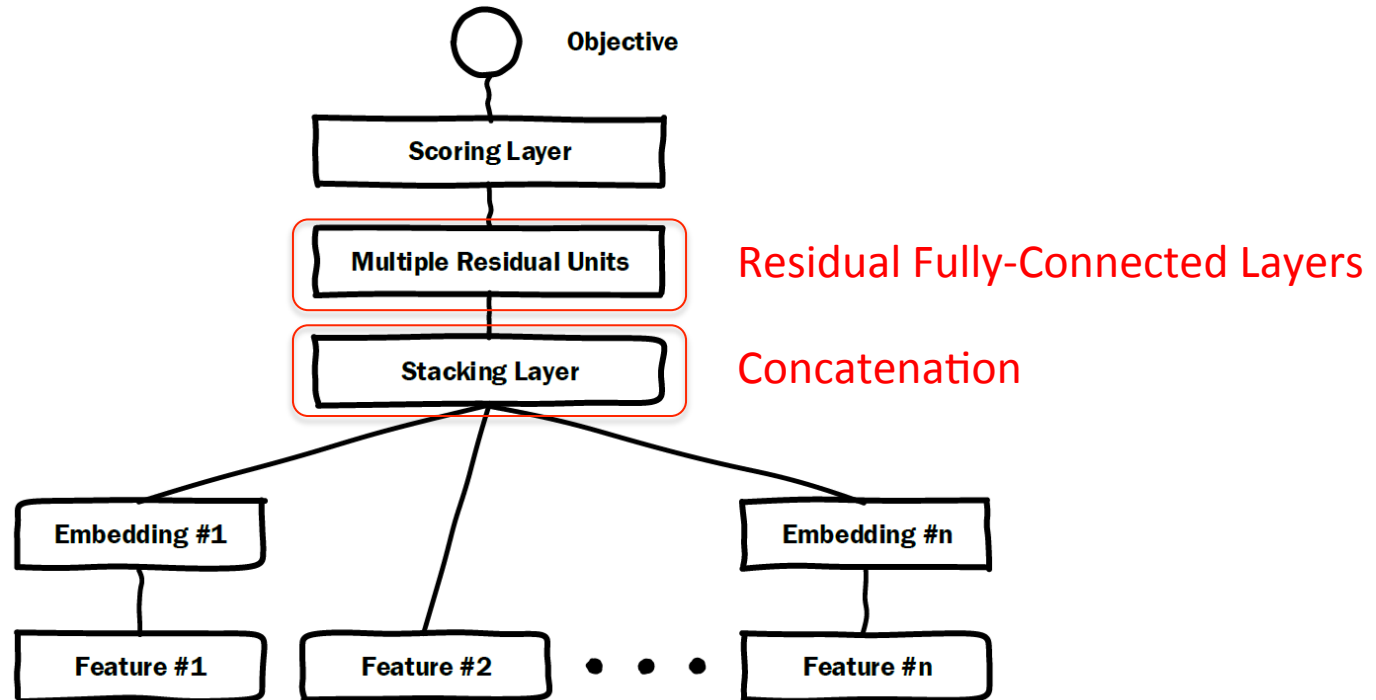 Objective
Scoring Layer
Multiple Residual Units
Residual Fully-Connected Layers
Stacking Layer
Concatenation
Embedding #1
Embedding #n
Feature #1
Feature #2
Feature #n